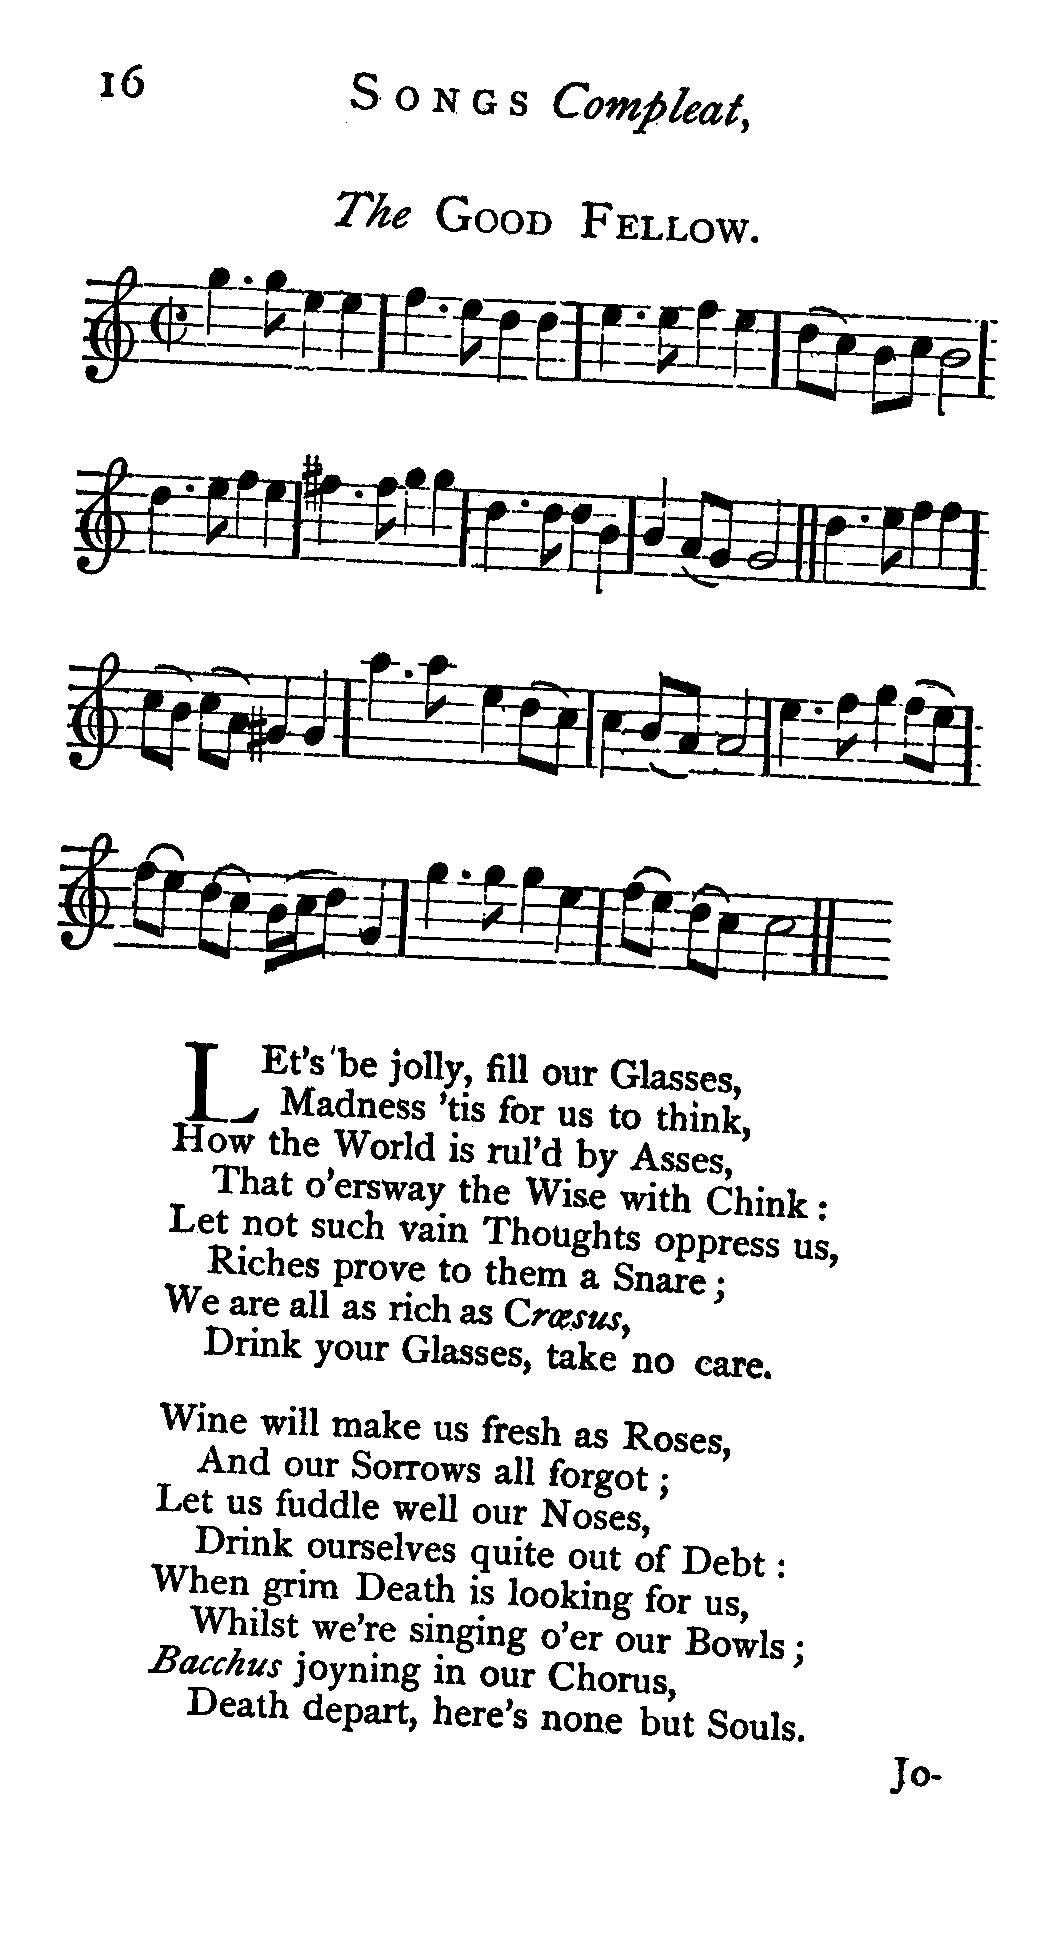 16
SONGS Compleat,
The GOOD FELLOW.
LEt's be jolly, fill our Glasses,
Madness 'tis for us to think,
How the World is rul'd by Asses,
That o'ersway the Wise with Chink :
Let not such vain Thoughts oppress us,
Riches prove to them a Snare ;
We are all as rich as Crœsus,
Drink your Glasses, take no care.
Wine will make us fresh as Roses,
And our Sorrows all forgot ;
Let us fuddle well our Noses,
Drink ourselves quite out of Debt :
When grim Death is looking for us,
Whilst we're singing o'er our Bowls ;
Bacchus joyning in our Chorus,
Death depart, here's none but Souls.
Jo-